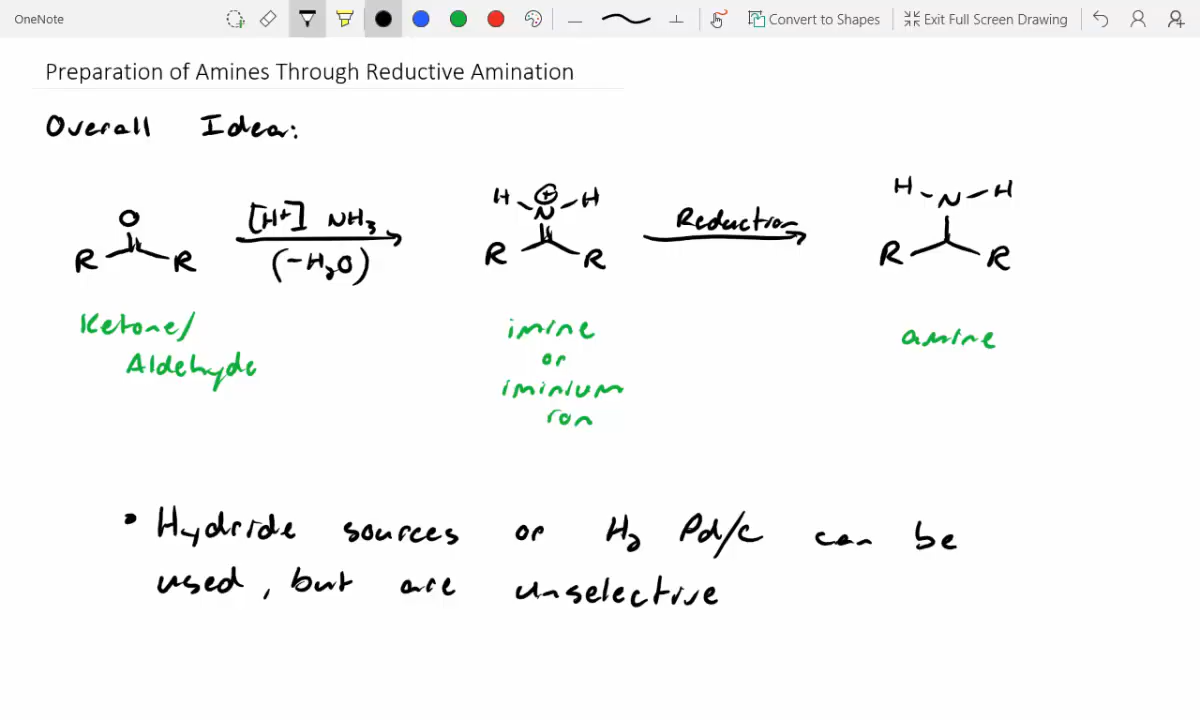 OneNote
Convert to Shapes
Exit Full Screen Drawing
Preparation of Amines Through Reductive Amination
Overall Idea:
O
R R
[H+] NH3
(-H2O)
H N H
⊕
R R
Reduction
H N H
R R
Ketone/
Aldehyde
imine
or
iminium
ion
amine
• Hydride sources or H2 Pd/C can be
used, but are unselective